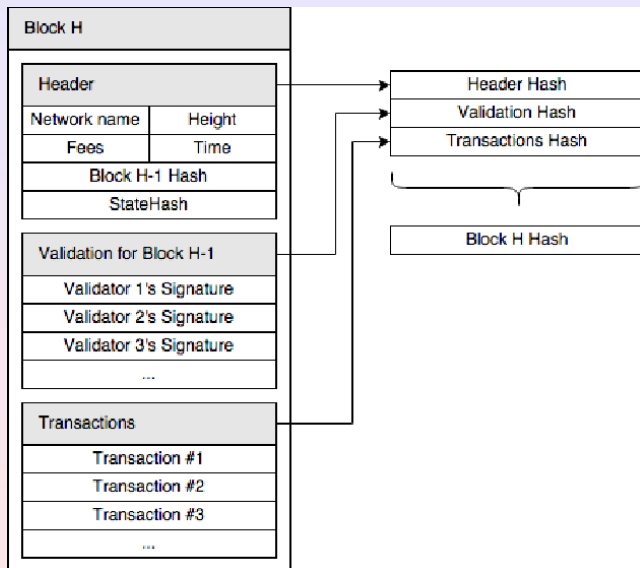 Block H
Header
Network name Height
Fees Time
Block H-1 Hash
StateHash
Validation for Block H-1
Validator 1's Signature
Validator 2's Signature
Validator 3's Signature
...
Transactions
Transaction #1
Transaction #2
Transaction #3
...
Header Hash
Validation Hash
Transactions Hash
Block H Hash